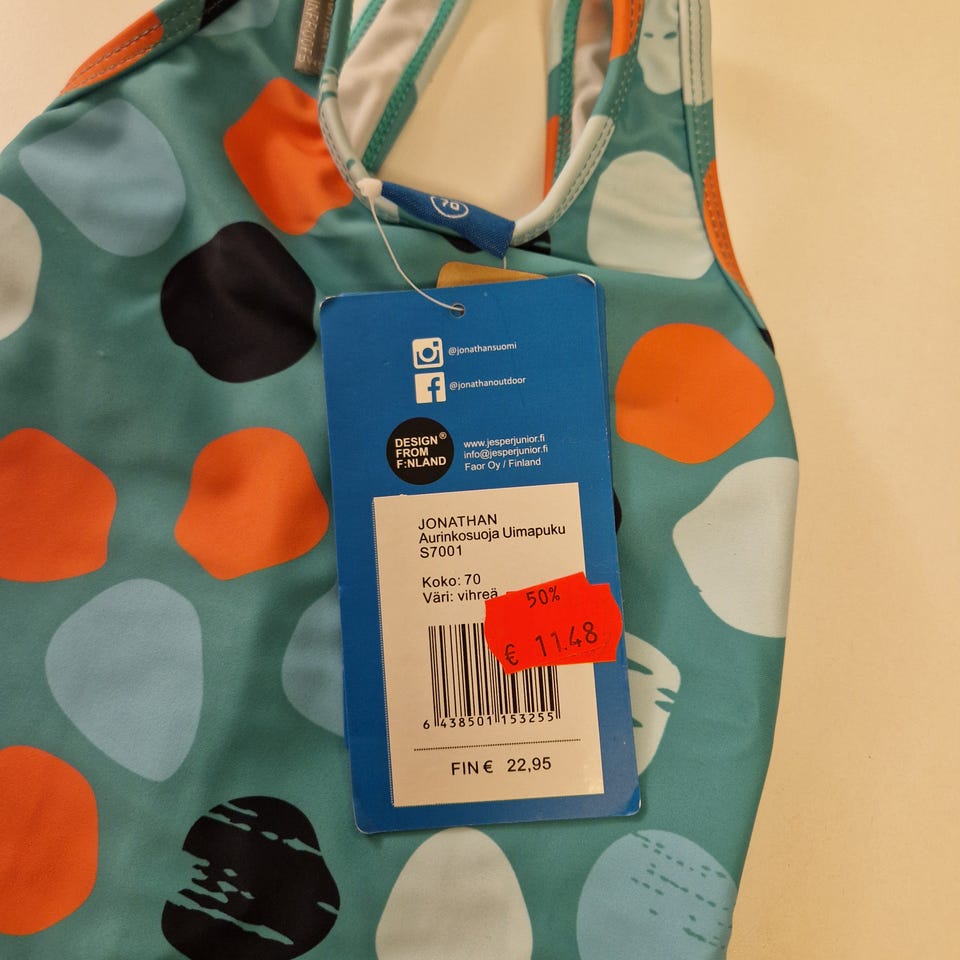 70
@jonathansuomi
@jonathanoutdoor
DESIGN®
FROM
F:NLAND
www.jesperjunior.fi
info@jesperjunior.fi
Faor Oy / Finland
JONATHAN
Aurinkosuoja Uimapuku
S7001
Koko: 70
Väri: vihreä
50%
€ 11.48
6 438501 153255
FIN € 22,95